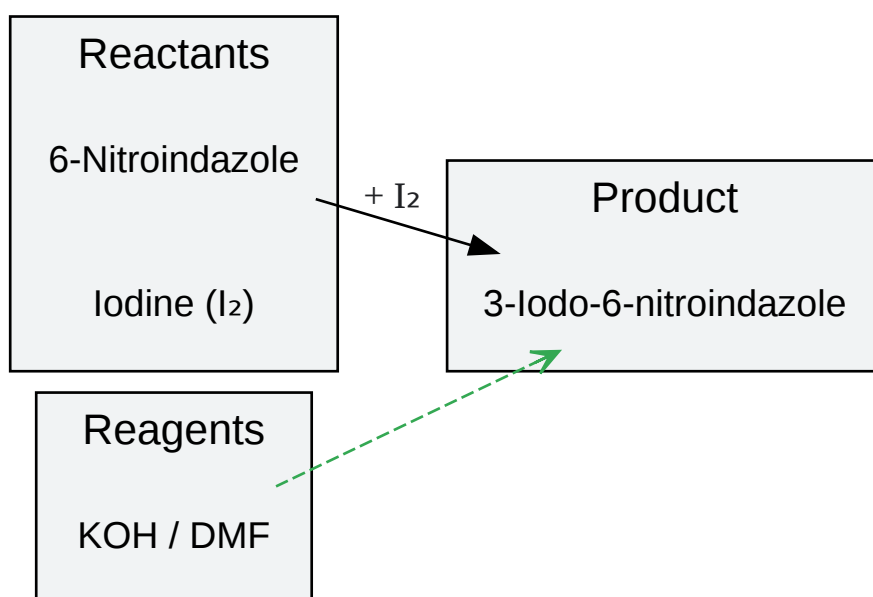 Reactants
6-Nitroindazole
+ I₂
Iodine (I₂)
Product
3-Iodo-6-nitroindazole
Reagents
KOH / DMF